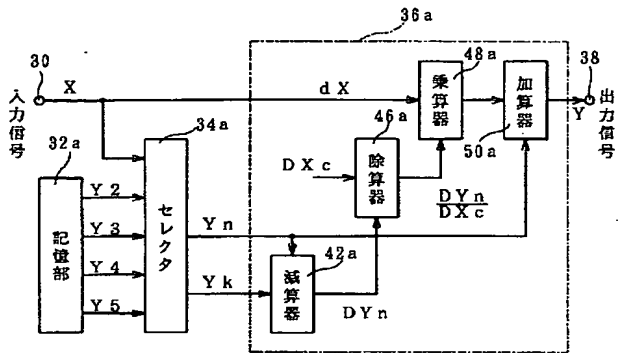 36a
30
X
入力信号
34a
dX
48a
乗算器
加算器
50a
38
Y
出力信号
46a
除算器
DXc
DYn
DXc
32a
記憶部
Y2
Y3
Y4
Y5
セレクタ
Yn
Yk
42a
減算器
DYn